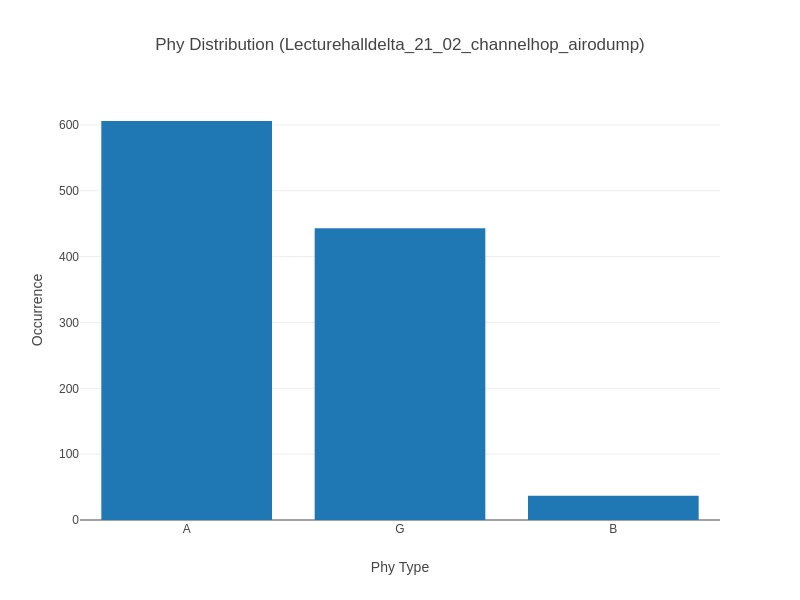 Phy Distribution (Lecturehalldelta_21_02_channelhop_airodump)
600
500
400
300
200
100
0
Occurrence
A
G
B
Phy Type